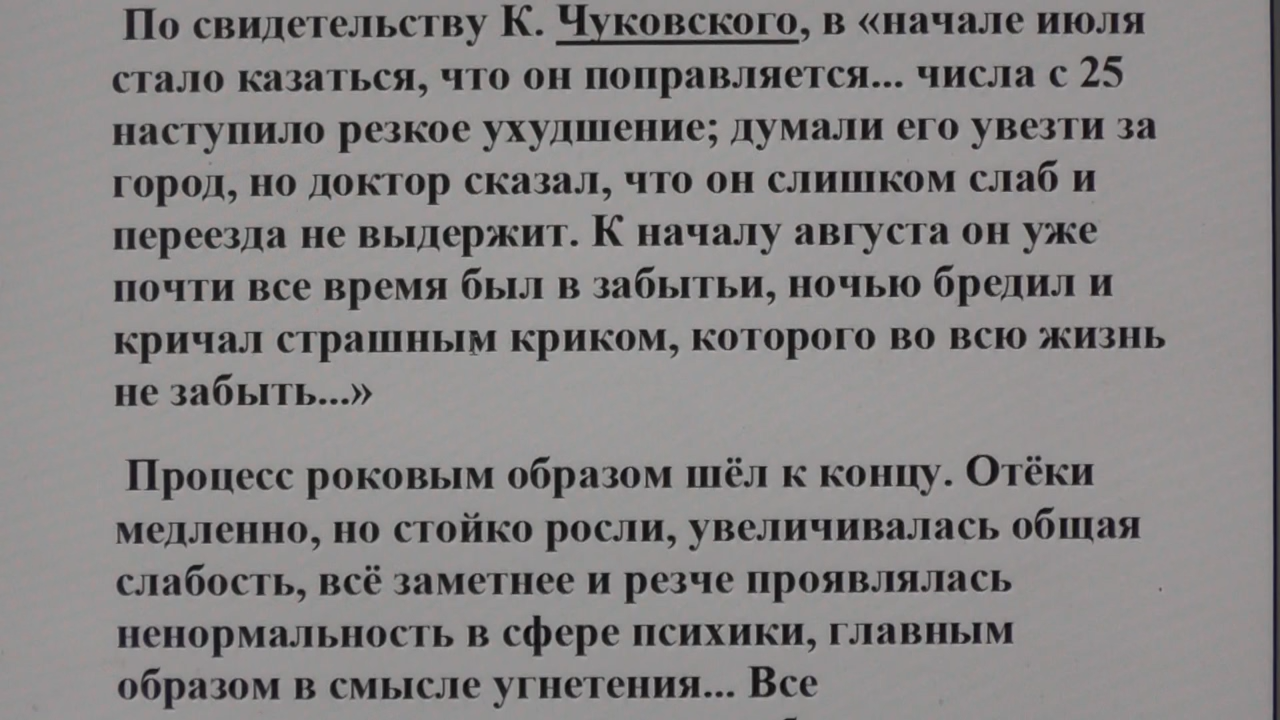 По свидетельству К. Чуковского, в «начале июля
стало казаться, что он поправляется... числа с 25
наступило резкое ухудшение; думали его увезти за
город, но доктор сказал, что он слишком слаб и
переезда не выдержит. К началу августа он уже
почти все время был в забытьи, ночью бредил и
кричал страшным криком, которого во всю жизнь
не забыть...»
Процесс роковым образом шёл к концу. Отёки
медленно, но стойко росли, увеличивалась общая
слабость, всё заметнее и резче проявлялась
ненормальность в сфере психики, главным
образом в смысле угнетения... Все